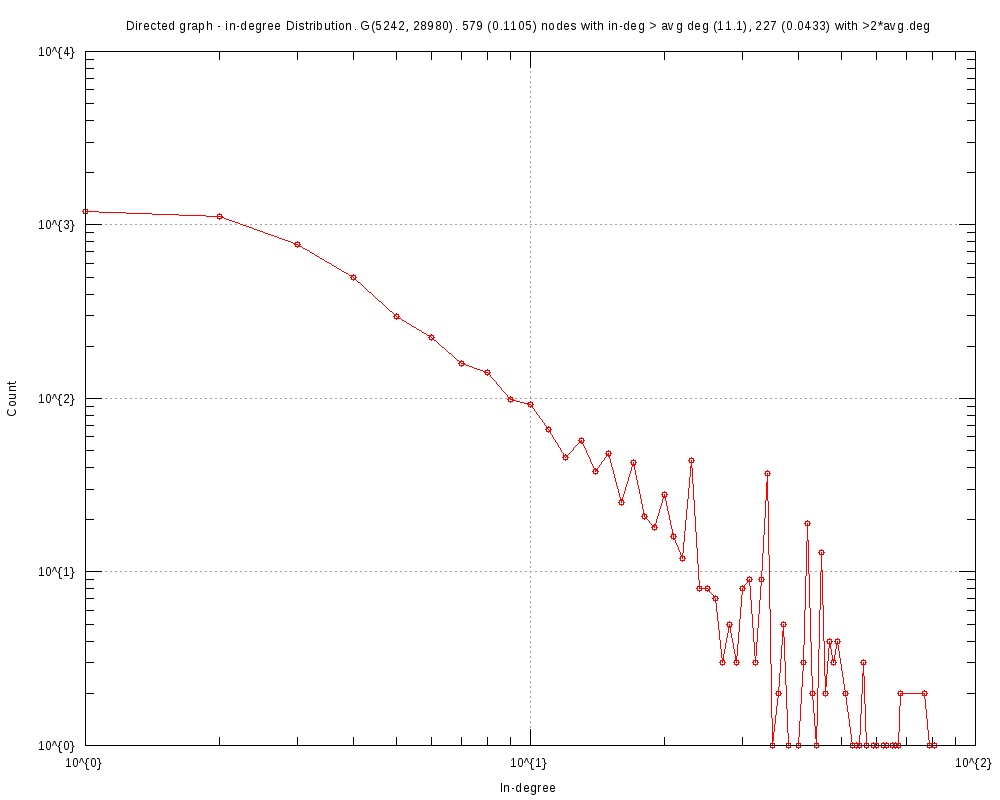 Directed graph - in-degree Distribution. G(5242, 28980). 579 (0.1105) nodes with in-deg > avg deg (11.1), 227 (0.0433) with >2*avg.deg
10^{4}
10^{3}
Count
10^{2}
10^{1}
10^{0}
10^{0} 10^{1} 10^{2}
In-degree